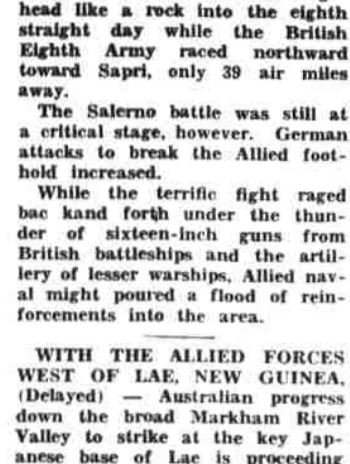 head like a rock into the eighth
straight day while the British
Eighth Army raced northward
toward Sapri, only 39 air miles
away.
The Salerno battle was still at
a critical stage, however. German
attacks to break the Allied foot-
hold increased.
While the terrific fight raged
bac kand forth under the thun-
der of sixteen-inch guns from
British battleships and the artil-
lery of lesser warships, Allied nav-
al might poured a flood of rein-
forcements into the area.
WITH THE ALLIED FORCES
WEST OF LAE, NEW GUINEA,
(Delayed) — Australian progress
down the broad Markham River
Valley to strike at the key Jap-
anese base of Lae is proceeding